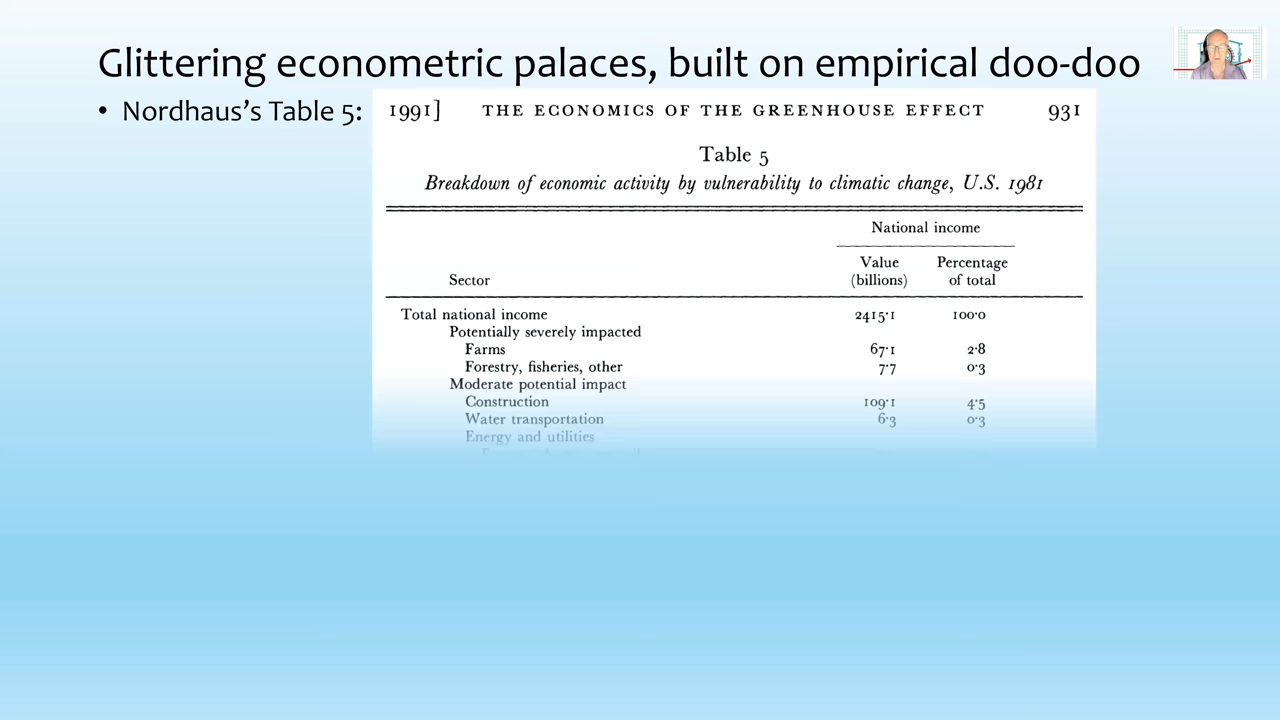 Glittering econometric palaces, built on empirical doo-doo
• Nordhaus's Table 5:
1991] THE ECONOMICS OF THE GREENHOUSE EFFECT 931
Table 5
Breakdown of economic activity by vulnerability to climatic change, U.S. 1981
National income
Value Percentage
Sector (billions) of total
Total national income 2415·1 100·0
Potentially severely impacted
Farms 67·1 2·8
Forestry, fisheries, other 7·7 0·3
Moderate potential impact
Construction 109·1 4·5
Water transportation 6·3 0·3
Energy and utilities